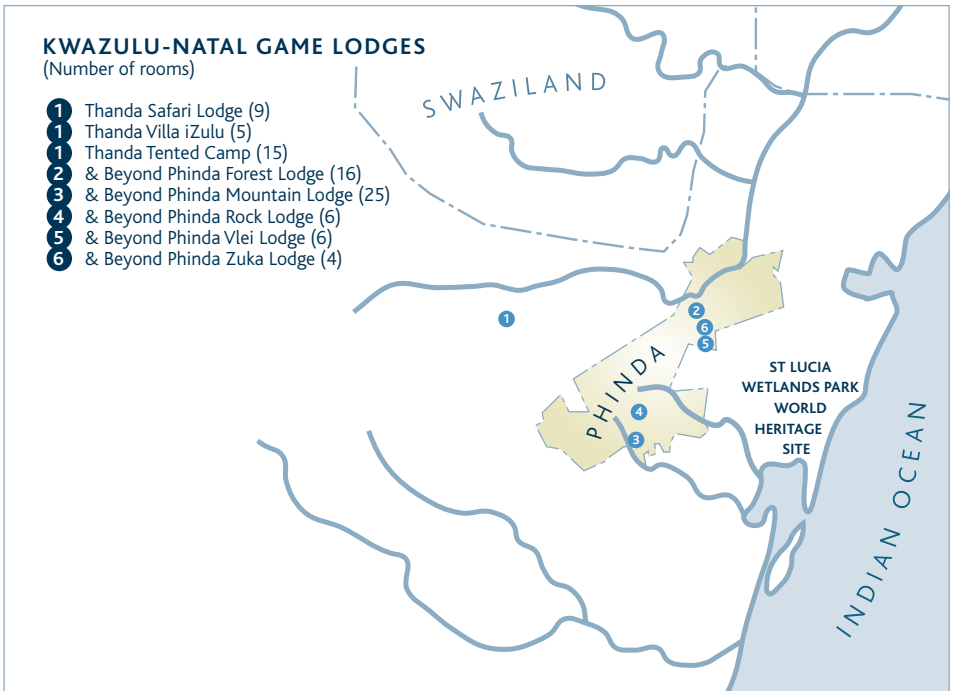 KWAZULU-NATAL GAME LODGES
(Number of rooms)
1 Thanda Safari Lodge (9)
1 Thanda Villa iZulu (5)
1 Thanda Tented Camp (15)
2 & Beyond Phinda Forest Lodge (16)
3 & Beyond Phinda Mountain Lodge (25)
4 & Beyond Phinda Rock Lodge (6)
5 & Beyond Phinda Vlei Lodge (6)
6 & Beyond Phinda Zuka Lodge (4)
SWAZILAND
1
2
6
5
PHINDA
4
3
ST LUCIA
WETLANDS PARK
WORLD
HERITAGE
SITE
INDIAN OCEAN